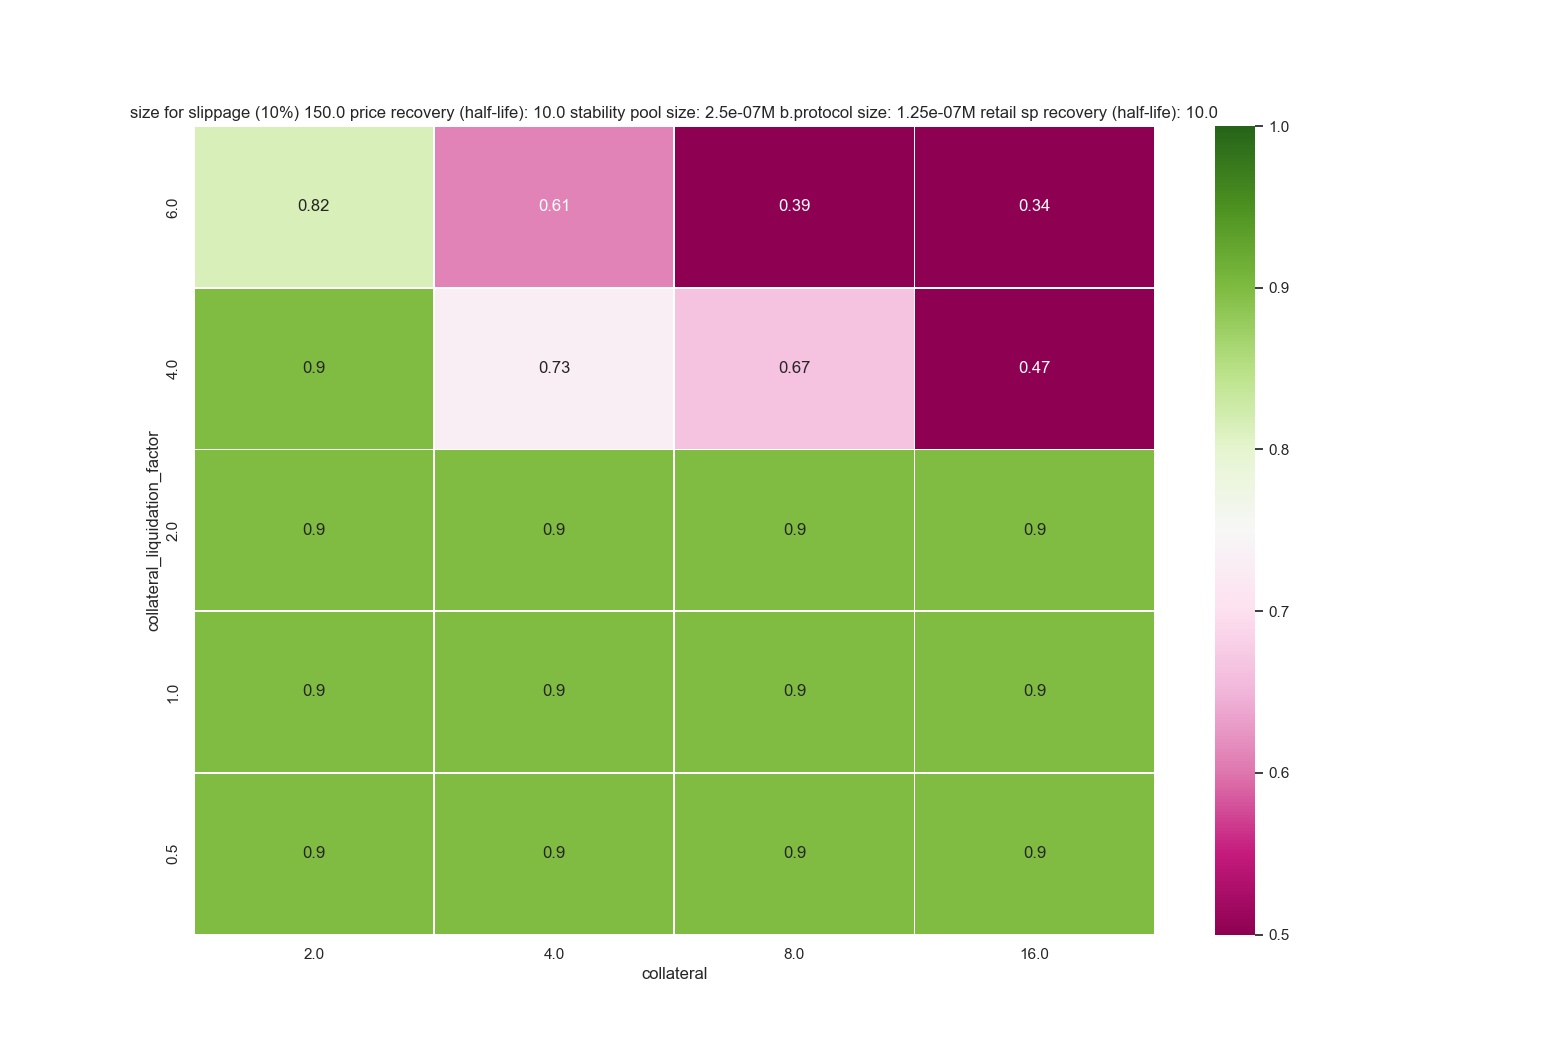 size for slippage (10%) 150.0 price recovery (half-life): 10.0 stability pool size: 2.5e-07M b.protocol size: 1.25e-07M retail sp recovery (half-life): 10.0
collateral_liquidation_factor
6.0 0.82 0.61 0.39 0.34
4.0 0.9 0.73 0.67 0.47
2.0 0.9 0.9 0.9 0.9
1.0 0.9 0.9 0.9 0.9
0.5 0.9 0.9 0.9 0.9
2.0 4.0 8.0 16.0
collateral
1.0
0.9
0.8
0.7
0.6
0.5